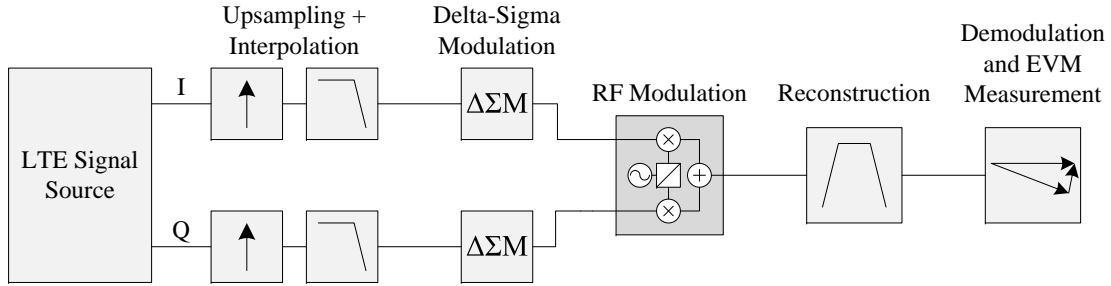 Upsampling +
Interpolation
Delta-Sigma
Modulation
Demodulation
and EVM
Measurement
RF Modulation
Reconstruction
LTE Signal
Source
I
ΔΣM
Q
ΔΣM